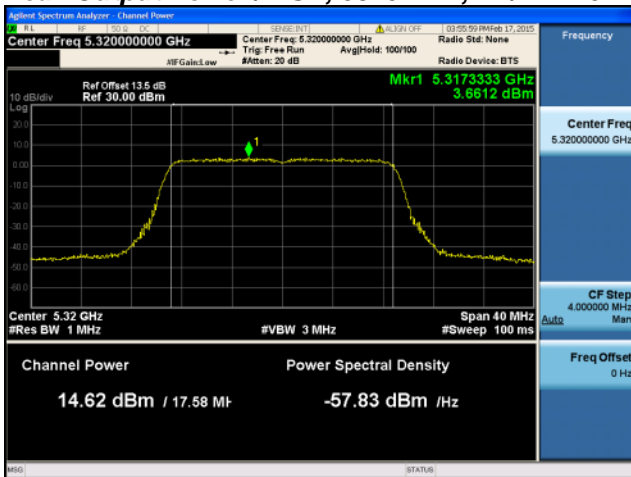 Agilent Spectrum Analyzer - Channel Power
RL RF 50 Ω DC SENSE:INT ALIGN OFF 03:55:59 PM Feb 17, 2015
Center Freq 5.320000000 GHz
Center Freq: 5.320000000 GHz
Radio Std: None
Trig: Free Run Avg|Hold: 100/100
#IFGain:Low #Atten: 20 dB Radio Device: BTS
Frequency
Ref Offset 13.5 dB
10 dB/div Ref 30.00 dBm
Mkr1 5.3173333 GHz
3.6612 dBm
Log
20.0
10.0
0.00
-10.0
-20.0
-30.0
-40.0
-50.0
-60.0
1
Center Freq
5.320000000 GHz
Center 5.32 GHz Span 40 MHz
#Res BW 1 MHz #VBW 3 MHz #Sweep 100 ms
CF Step
4.000000 MHz
Auto Man
Channel Power Power Spectral Density
14.62 dBm / 17.58 MH -57.83 dBm /Hz
Freq Offset
0 Hz
MSG STATUS